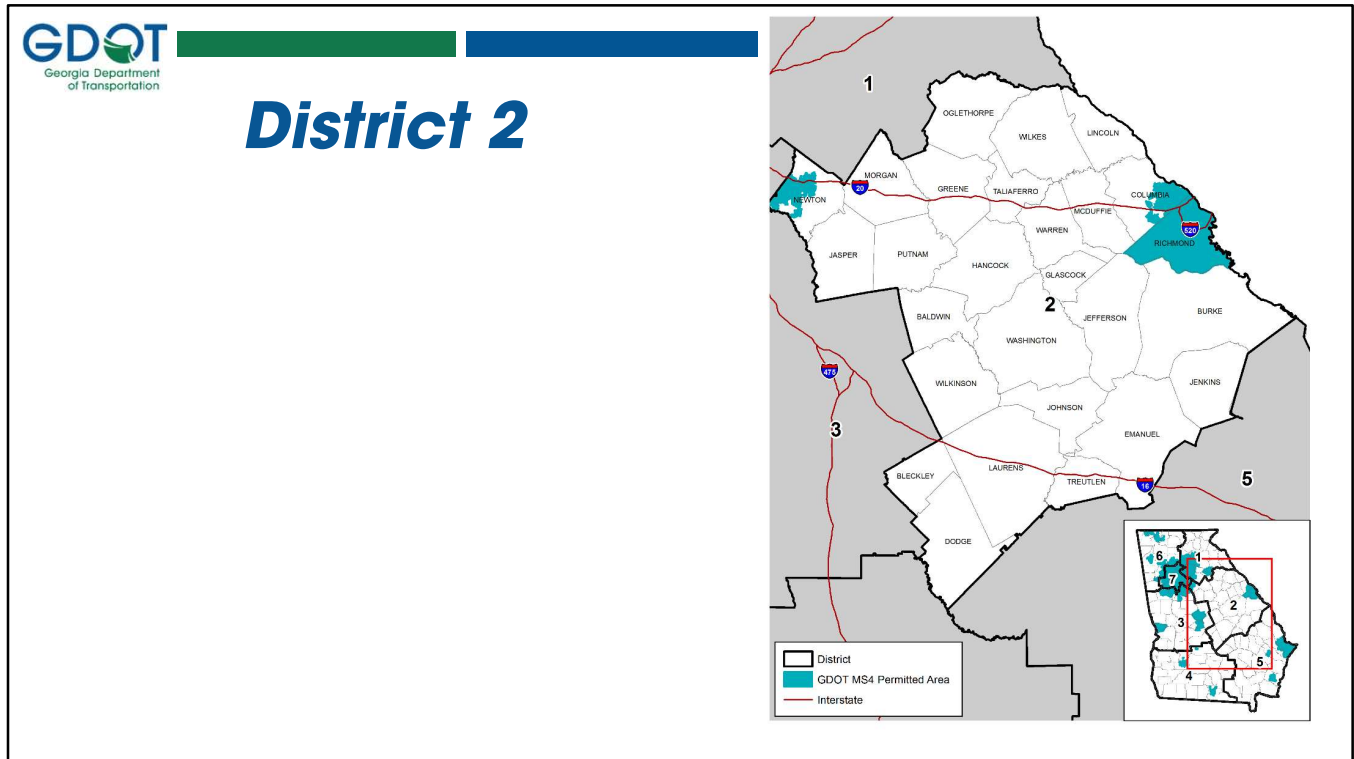 GDOT
Georgia Department
of Transportation
District 2
1
OGLETHORPE
WILKES
LINCOLN
MORGAN
20
GREENE
TALIAFERRO
COLUMBIA
NEWTON
MCDUFFIE
WARREN
520
RICHMOND
JASPER
PUTNAM
HANCOCK
GLASCOCK
2
BALDWIN
JEFFERSON
BURKE
WASHINGTON
475
WILKINSON
JENKINS
JOHNSON
3
EMANUEL
BLECKLEY
LAURENS
TREUTLEN
16
5
DODGE
6
1
7
2
3
5
4
District
GDOT MS4 Permitted Area
Interstate